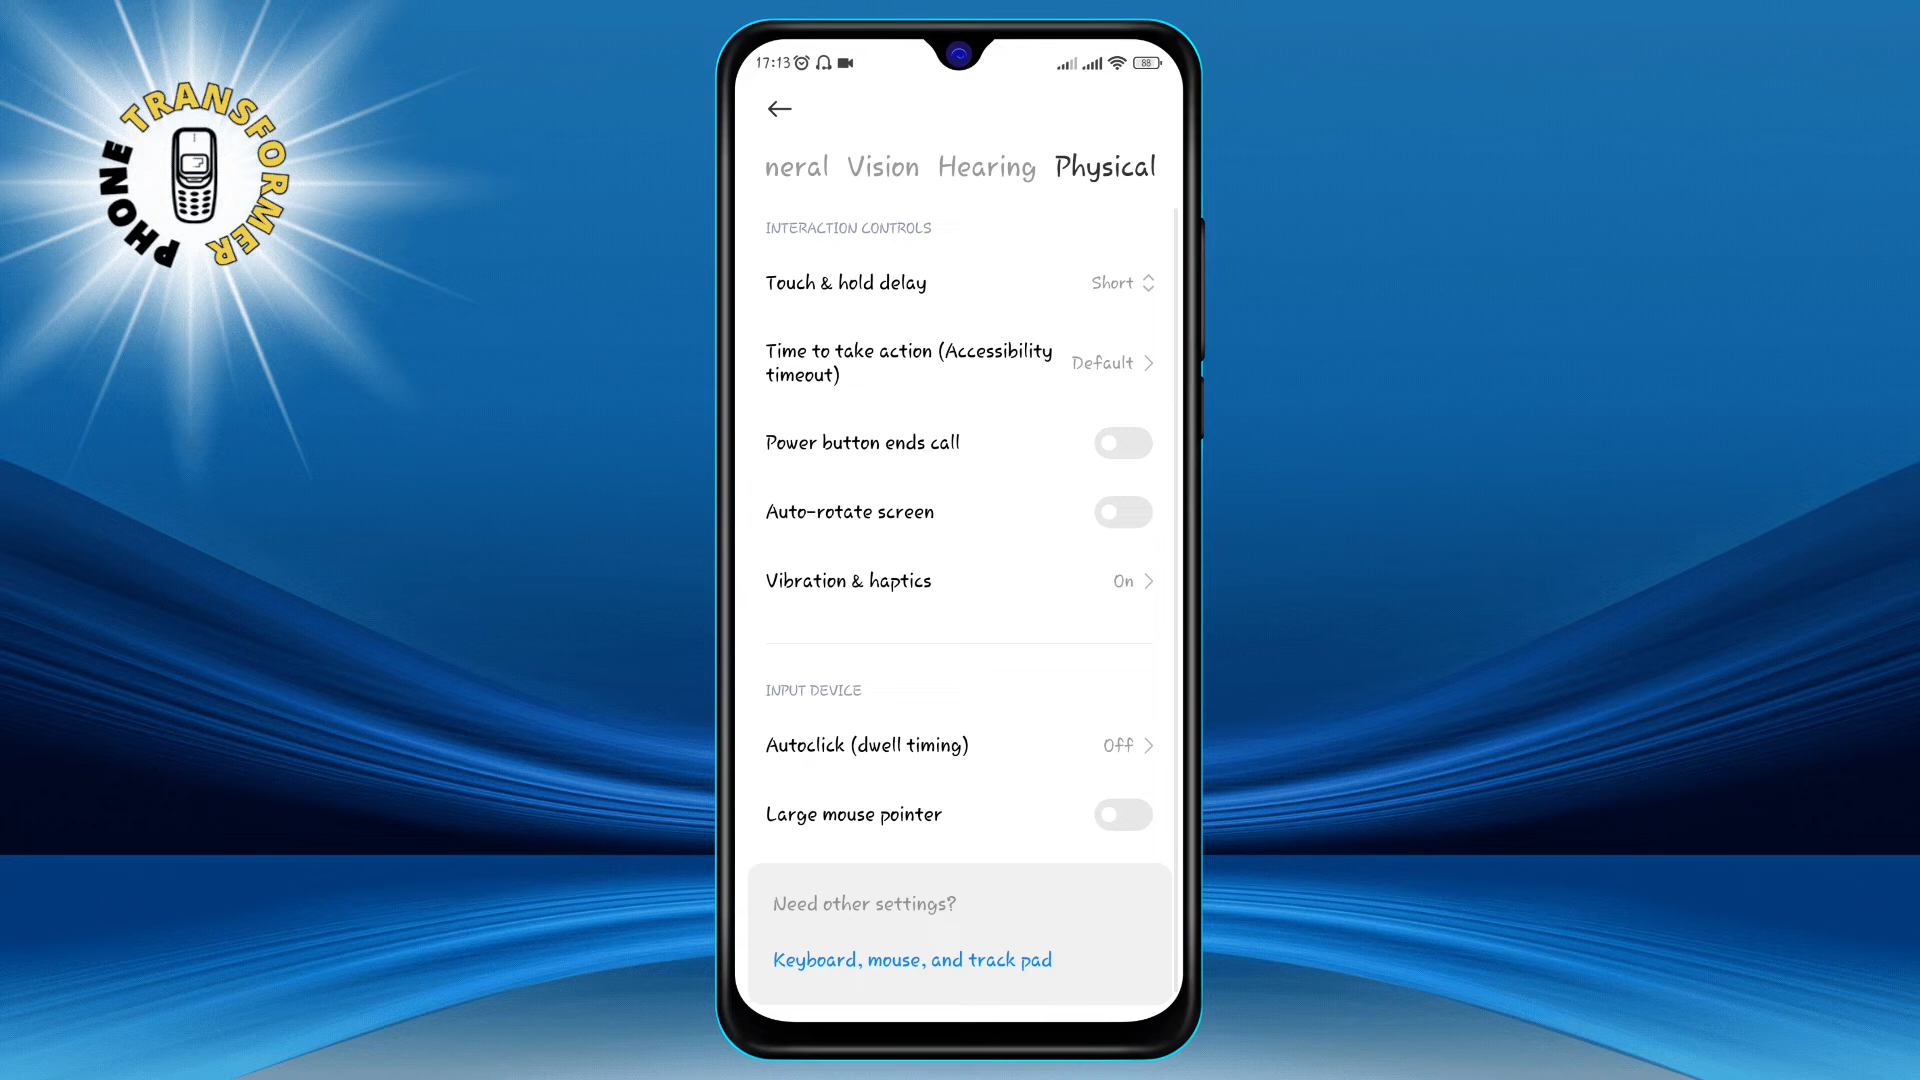 PHONE TRANSFORMER
17:13
88
neral Vision Hearing Physical
INTERACTION CONTROLS
Touch & hold delay Short
Time to take action (Accessibility
timeout) Default
Power button ends call
Auto-rotate screen
Vibration & haptics On
INPUT DEVICE
Autoclick (dwell timing) Off
Large mouse pointer
Need other settings?
Keyboard, mouse, and track pad